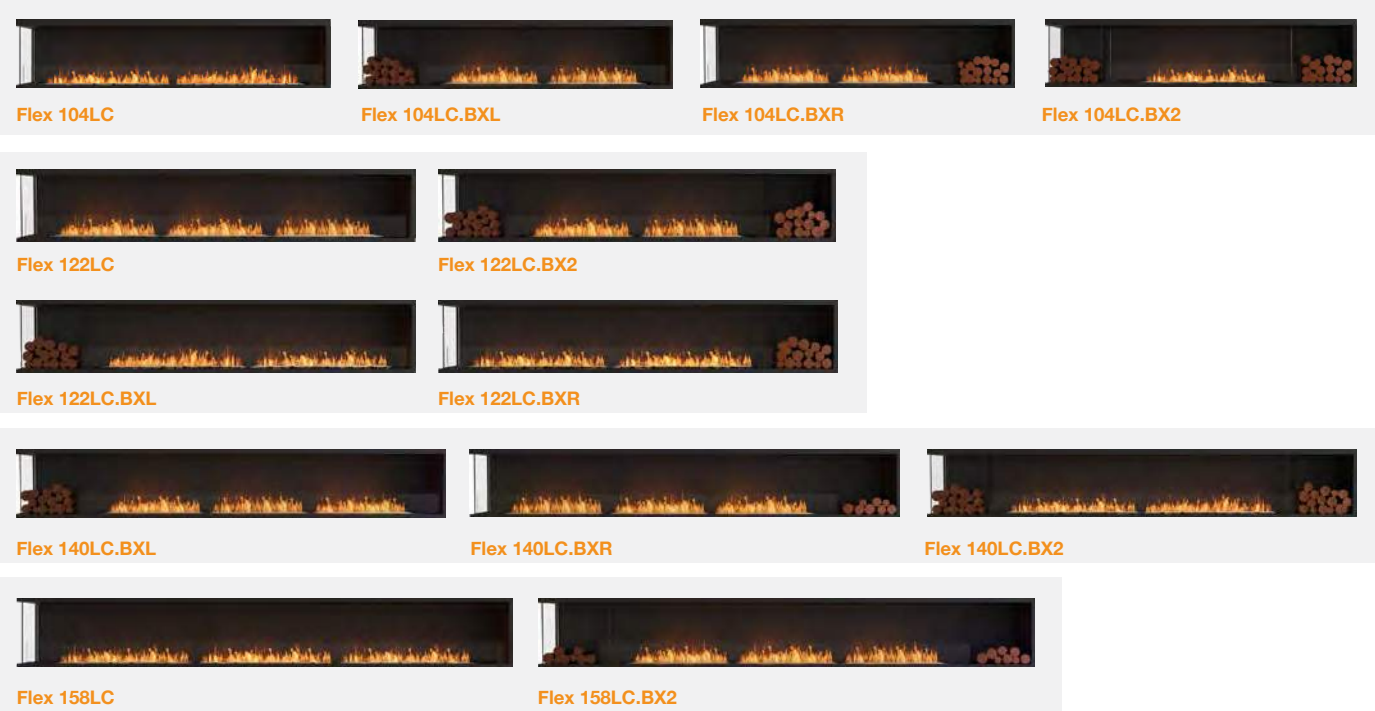 Flex 104LC
Flex 104LC.BXL
Flex 104LC.BXR
Flex 104LC.BX2
Flex 122LC
Flex 122LC.BX2
Flex 122LC.BXL
Flex 122LC.BXR
Flex 140LC.BXL
Flex 140LC.BXR
Flex 140LC.BX2
Flex 158LC
Flex 158LC.BX2